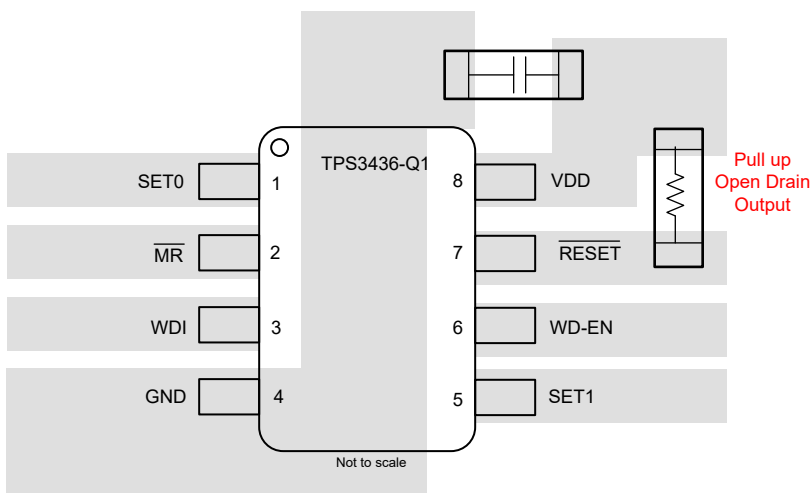 TPS3436-Q1
SET0 1 8 VDD
Pull up
Open Drain
Output
MR 2 7 RESET
WDI 3 6 WD-EN
GND 4 5 SET1
Not to scale